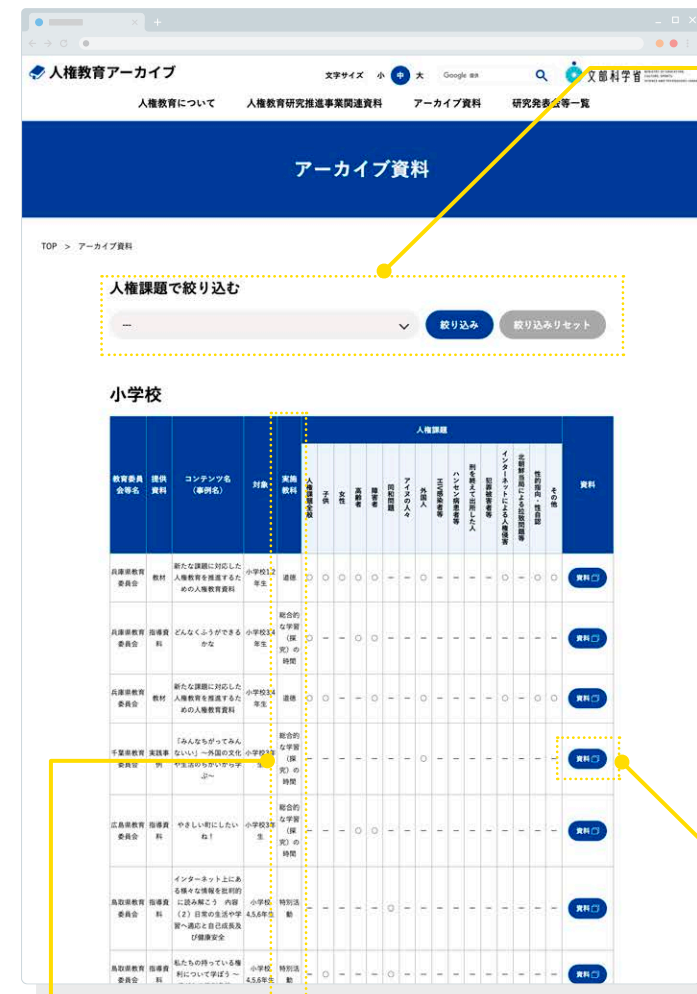 人権教育アーカイブ
文字サイズ 小 中 大
Google
文部科学省
人権教育について 人権教育研究推進事業関連資料 アーカイブ資料 研究発表会等一覧
アーカイブ資料
TOP > アーカイブ資料
人権課題で絞り込む
---
絞り込み 絞り込みリセット
小学校
教育委員
会等名
提供
資料
コンテンツ名
（事例名）
対象
実施
教科
人権課題
人権課題全般
子供
女性
高齢者
障害者
同和問題
アイヌの人々
外国人
HIV感染者等
ハンセン病患者等
刑を終えて出所した人
犯罪被害者等
インターネットによる人権侵害
北朝鮮当局による拉致問題等
性的指向・性自認
その他
資料
兵庫県教育
委員会
教材
新たな課題に対応した
人権教育を推進するた
めの人権教育資料
小学校1,2
年生
道徳
○ ○ ○ ○ ○ − − ○ − − − − ○ − ○ ○
資料
兵庫県教育
委員会
指導資
料
どんなくふうができる
かな
小学校3,4
年生
総合的
な学習
（探
究）の
時間
○ − − ○ ○ − − − − − − − − − − −
資料
兵庫県教育
委員会
教材
新たな課題に対応した
人権教育を推進するた
めの人権教育資料
小学校3,4
年生
道徳
○ ○ − − ○ − − ○ − − − − ○ − ○ ○
資料
千葉県教育
委員会
実践事
例
「みんなちがってみん
ないい」～外国の文化
や生活のちがいから学
ぶ～
小学校3年
生
総合的
な学習
（探
究）の
時間
− − − − − − − ○ − − − − − − − −
資料
広島県教育
委員会
指導資
料
やさしい町にしたい
ね！
小学校3年
生
総合的
な学習
（探
究）の
時間
− − − ○ ○ − − − − − − − − − − −
資料
鳥取県教育
委員会
指導資
料
インターネット上にあ
る様々な情報を批判的
に読み解こう 内容
（2）日常の生活や学
習へ適応と自己成長及
び健康安全
小学校
4,5,6年生
特別活
動
− − − − − ○ − − − − − − − − − −
資料
鳥取県教育
委員会
指導資
料
私たちの持っている権
利について学ぼう ～
小学校
4,5,6年生
特別活
動
− ○ − − − ○ − − − − − − − − − −
資料